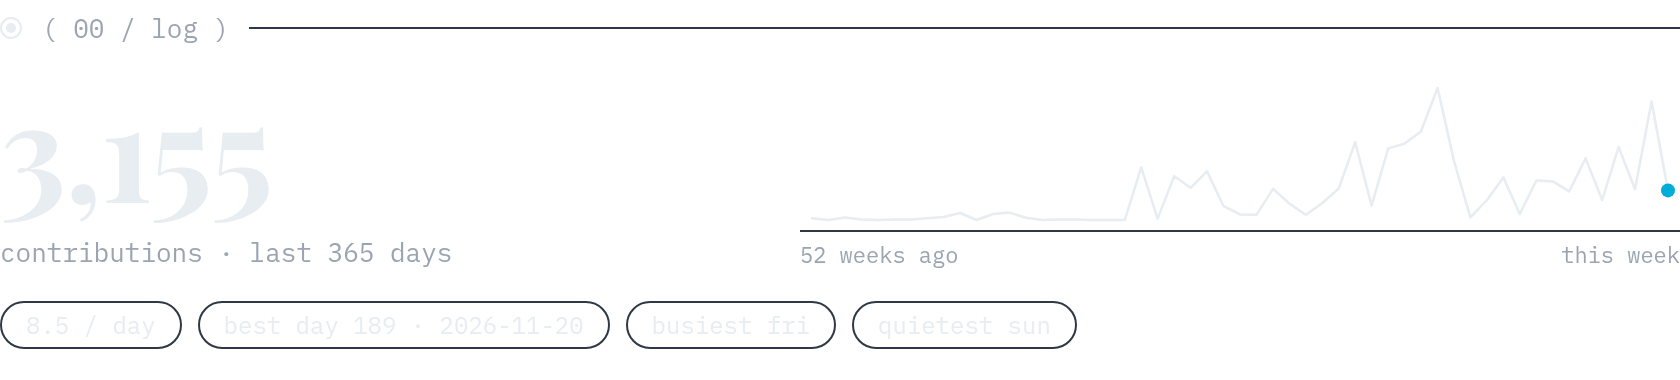 ( 00 / log )
3,155
contributions · last 365 days
52 weeks ago
this week
8.5 / day
best day 189 · 2026-11-20
busiest fri
quietest sun